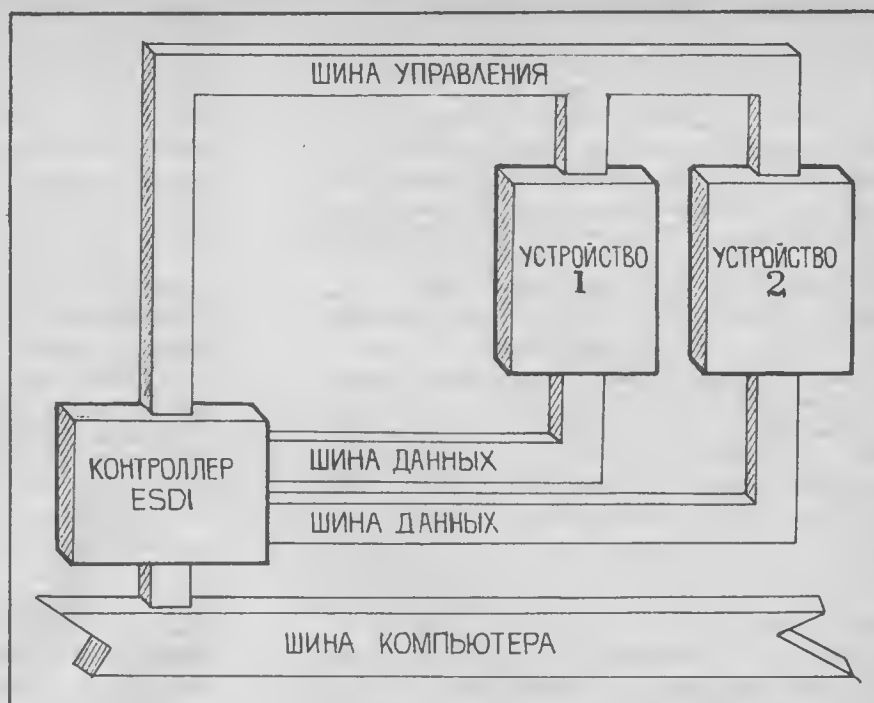 ШИНА УПРАВЛЕНИЯ
УСТРОЙСТВО
1
УСТРОЙСТВО
2
КОНТРОЛЛЕР
ESDI
ШИНА ДАННЫХ
ШИНА ДАННЫХ
ШИНА КОМПЬЮТЕРА